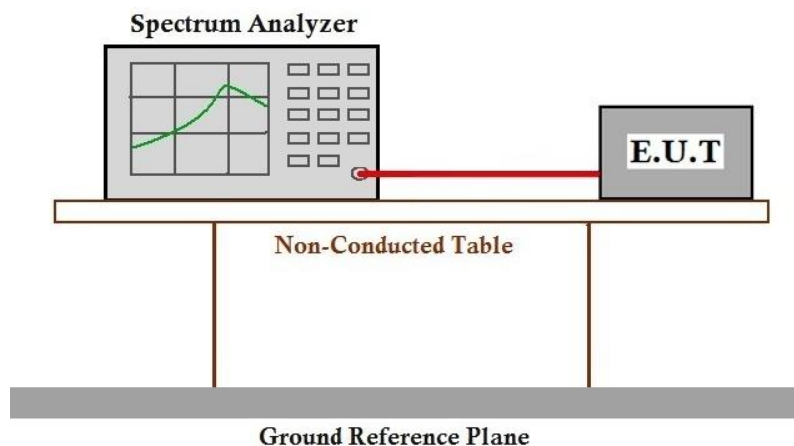 Spectrum Analyzer
E.U.T
Non-Conducted Table
Ground Reference Plane